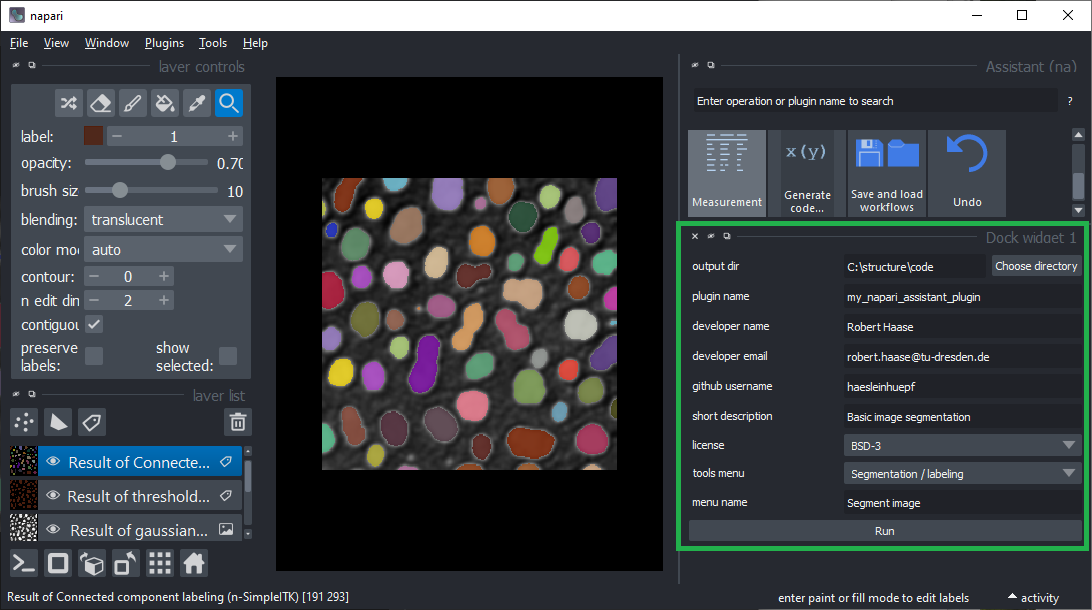 napari
File View Window Plugins Tools Help
layer controls
label: 1
opacity: 0.70
brush siz 10
blending: translucent
color mo auto
contour: 0
n edit din 2
contiguou
preserve labels:
show selected:
layer list
Result of Connecte...
Result of threshold...
Result of gaussian...
Assistant (na)
Enter operation or plugin name to search ?
Measurement
x(y)
Generate code...
Save and load workflows
Undo
Dock widget 1
output dir C:\structure\code Choose directory
plugin name my_napari_assistant_plugin
developer name Robert Haase
developer email robert.haase@tu-dresden.de
github username haesleinhuepf
short description Basic image segmentation
license BSD-3
tools menu Segmentation / labeling
menu name Segment image
Run
Result of Connected component labeling (n-SimpleITK) [191 293]
enter paint or fill mode to edit labels
activity